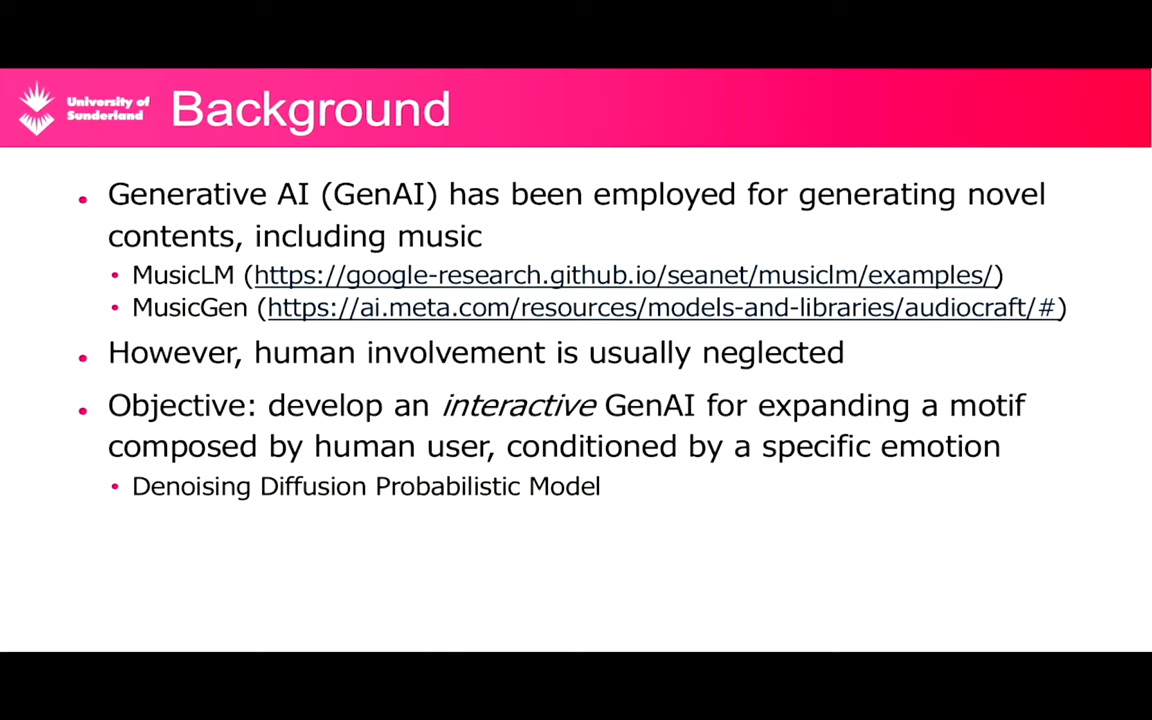 University of
Sunderland
Background
Generative AI (GenAI) has been employed for generating novel
contents, including music
MusicLM (https://google-research.github.io/seanet/musiclm/examples/)
MusicGen (https://ai.meta.com/resources/models-and-libraries/audiocraft/#)
However, human involvement is usually neglected
Objective: develop an interactive GenAI for expanding a motif
composed by human user, conditioned by a specific emotion
Denoising Diffusion Probabilistic Model